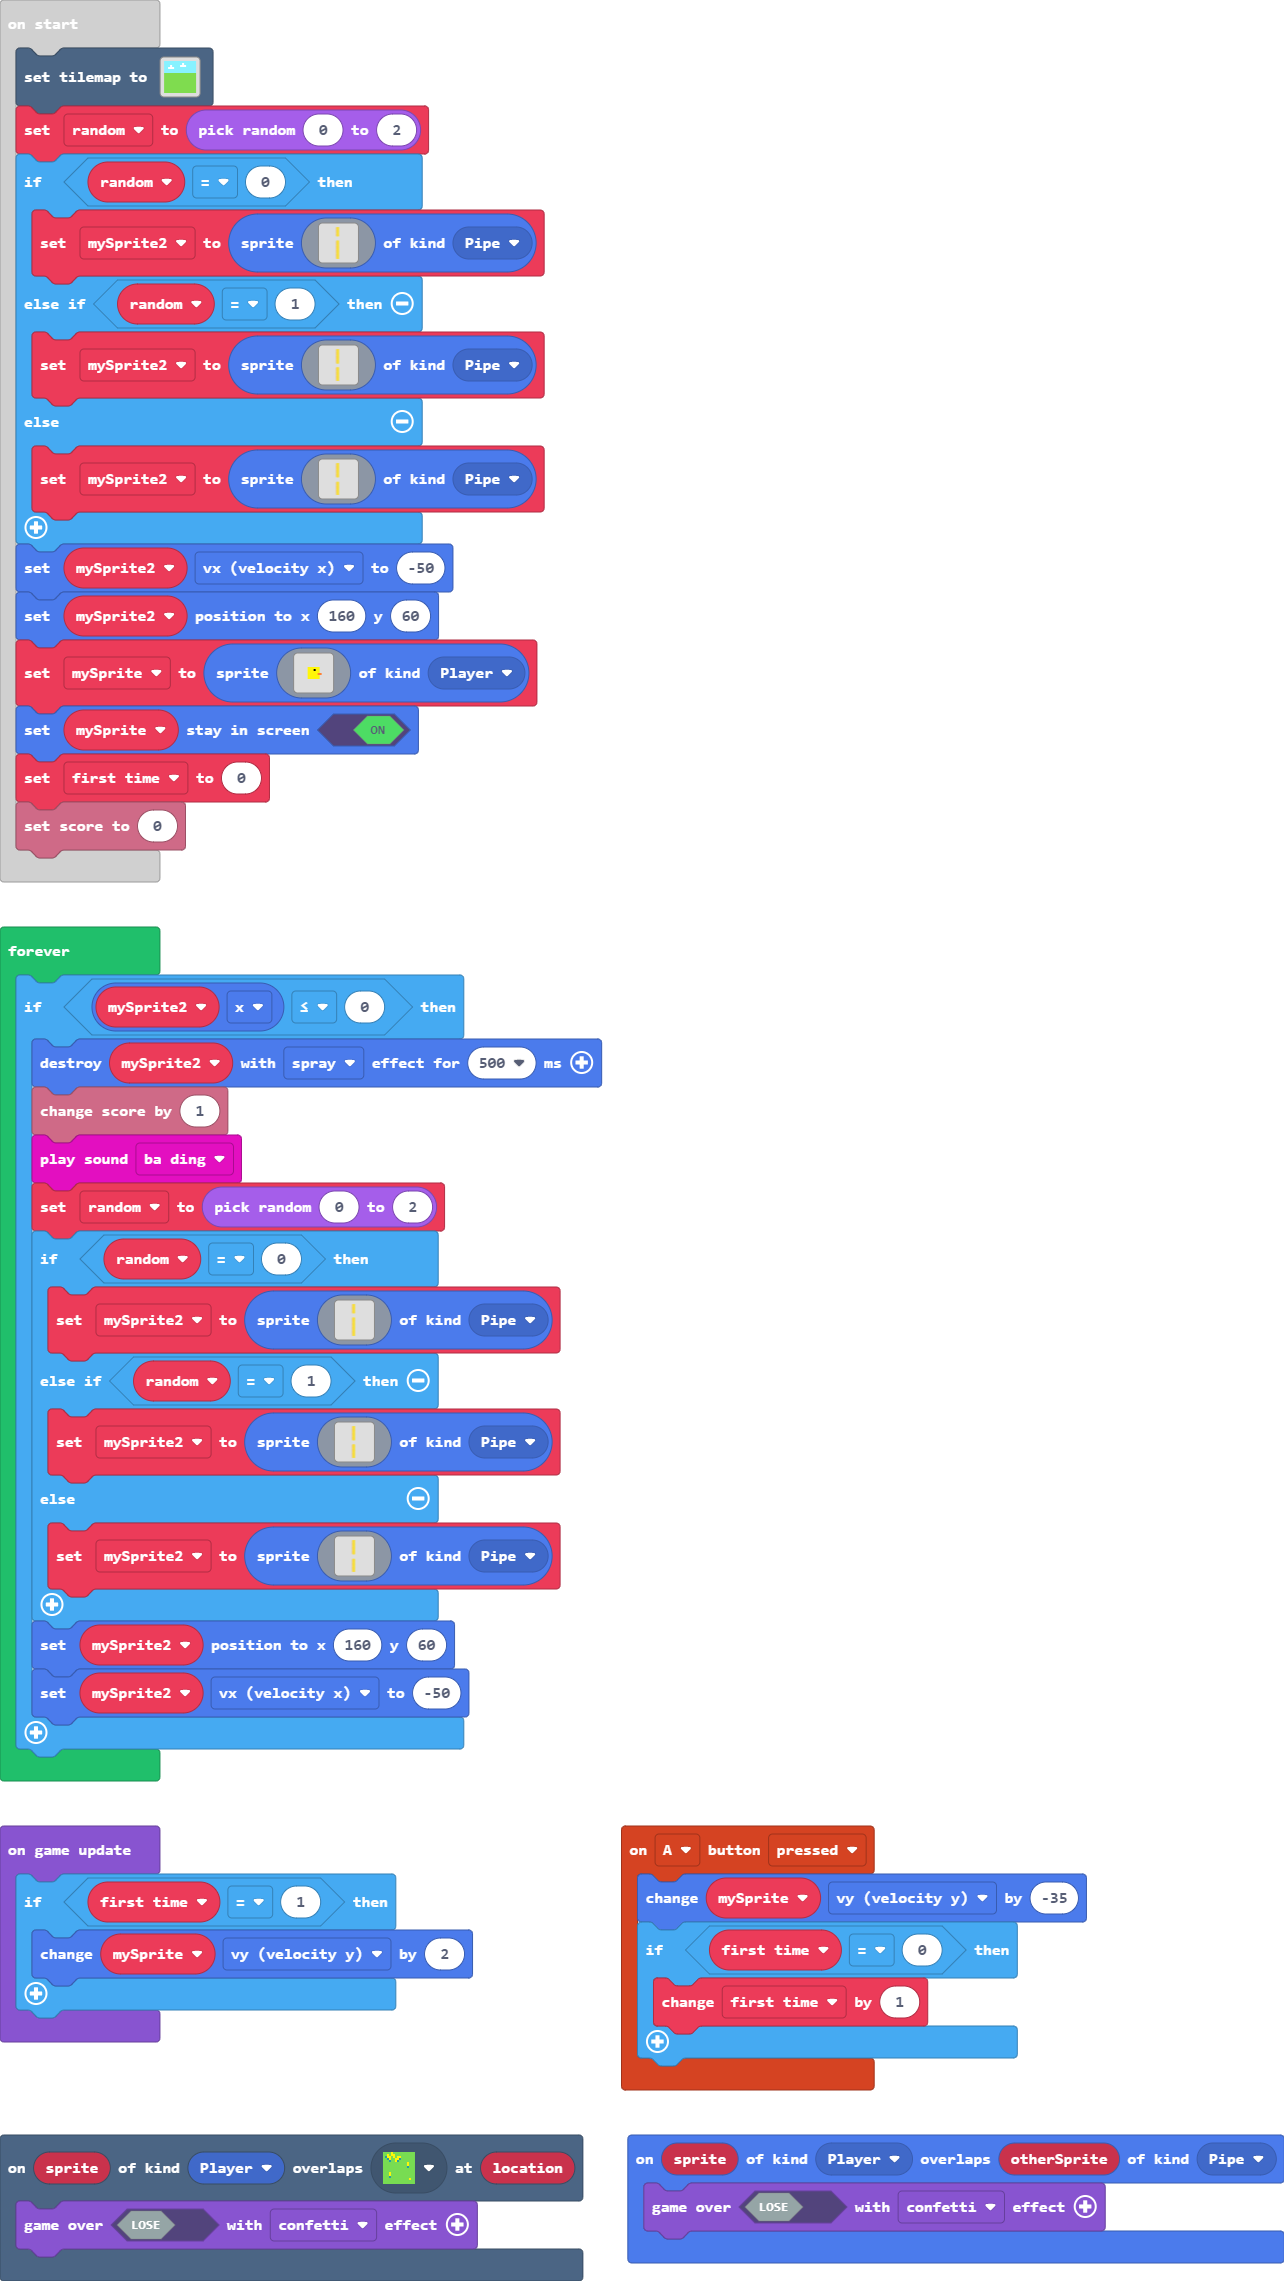 on start
set tilemap to
set random to pick random 0 to 2
if random = 0 then
set mySprite2 to sprite of kind Pipe
else if random = 1 then
set mySprite2 to sprite of kind Pipe
else
set mySprite2 to sprite of kind Pipe
set mySprite2 vx (velocity x) to -50
set mySprite2 position to x 160 y 60
set mySprite to sprite of kind Player
set mySprite stay in screen ON
set first time to 0
set score to 0
forever
if mySprite2 x ≤ 0 then
destroy mySprite2 with spray effect for 500 ms
change score by 1
play sound ba ding
set random to pick random 0 to 2
if random = 0 then
set mySprite2 to sprite of kind Pipe
else if random = 1 then
set mySprite2 to sprite of kind Pipe
else
set mySprite2 to sprite of kind Pipe
set mySprite2 position to x 160 y 60
set mySprite2 vx (velocity x) to -50
on game update
if first time = 1 then
change mySprite vy (velocity y) by 2
on A button pressed
change mySprite vy (velocity y) by -35
if first time = 0 then
change first time by 1
on sprite of kind Player overlaps at location
game over LOSE with confetti effect
on sprite of kind Player overlaps otherSprite of kind Pipe
game over LOSE with confetti effect